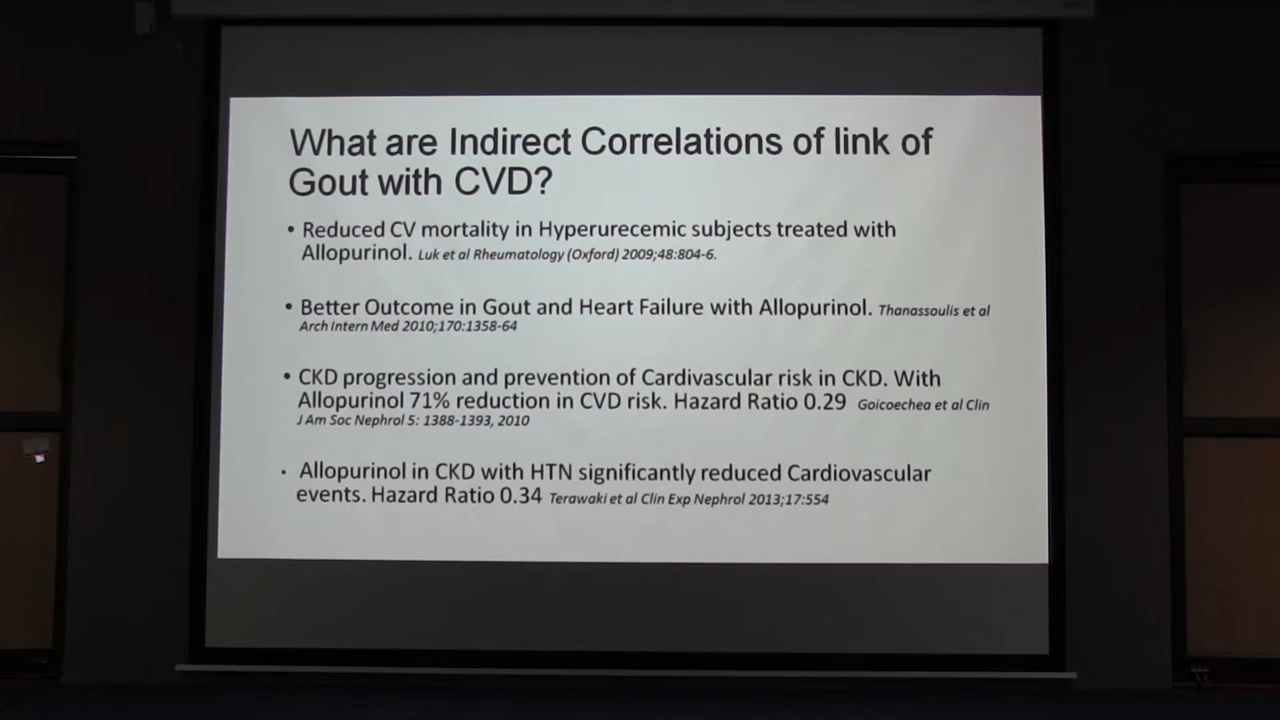 What are Indirect Correlations of link of
Gout with CVD?
• Reduced CV mortality in Hyperurecemic subjects treated with
Allopurinol. Luk et al Rheumatology (Oxford) 2009;48:804-6.
• Better Outcome in Gout and Heart Failure with Allopurinol. Thanassoulis et al
Arch Intern Med 2010;170:1358-64
• CKD progression and prevention of Cardivascular risk in CKD. With
Allopurinol 71% reduction in CVD risk. Hazard Ratio 0.29 Goicoechea et al Clin
J Am Soc Nephrol 5: 1388-1393, 2010
• Allopurinol in CKD with HTN significantly reduced Cardiovascular
events. Hazard Ratio 0.34 Terawaki et al Clin Exp Nephrol 2013;17:554